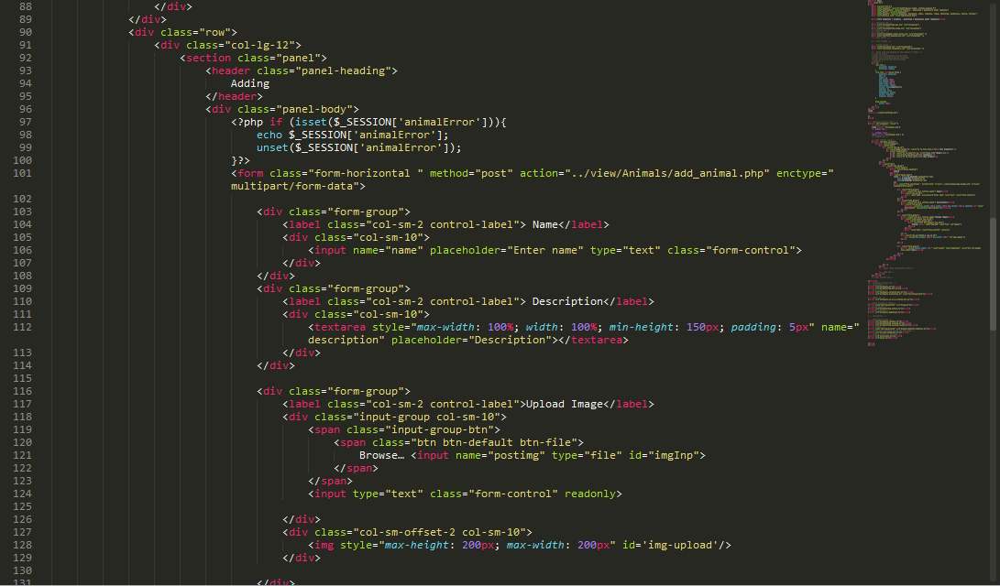 88 </div>
89 </div>
90 <div class="row">
91 <div class="col-lg-12">
92 <section class="panel">
93 <header class="panel-heading">
94 Adding
95 </header>
96 <div class="panel-body">
97 <?php if (isset($_SESSION['animalError'])){
98 echo $_SESSION['animalError'];
99 unset($_SESSION['animalError']);
100 }?>
101 <form class="form-horizontal " method="post" action="../view/Animals/add_animal.php" enctype="
multipart/form-data">
102
103 <div class="form-group">
104 <label class="col-sm-2 control-label"> Name</label>
105 <div class="col-sm-10">
106 <input name="name" placeholder="Enter name" type="text" class="form-control">
107 </div>
108 </div>
109 <div class="form-group">
110 <label class="col-sm-2 control-label"> Description</label>
111 <div class="col-sm-10">
112 <textarea style="max-width: 100%; width: 100%; min-height: 150px; padding: 5px" name="
description" placeholder="Description"></textarea>
113 </div>
114 </div>
115
116 <div class="form-group">
117 <label class="col-sm-2 control-label">Upload Image</label>
118 <div class="input-group col-sm-10">
119 <span class="input-group-btn">
120 <span class="btn btn-default btn-file">
121 Browse… <input name="postimg" type="file" id="imgInp">
122 </span>
123 </span>
124 <input type="text" class="form-control" readonly>
125
126 </div>
127 <div class="col-sm-offset-2 col-sm-10">
128 <img style="max-height: 200px; max-width: 200px" id='img-upload'/>
129 </div>
130
131 </div>